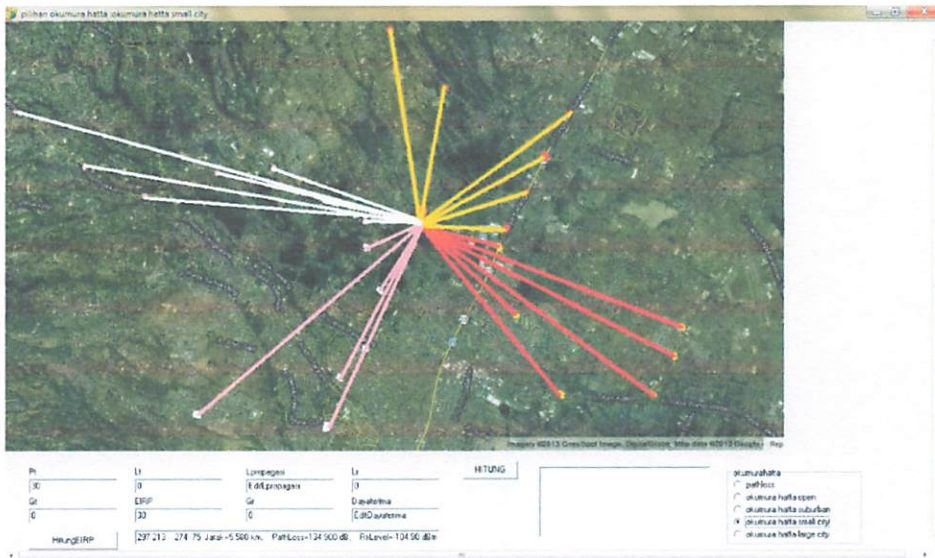 pilihan okumura hatta :okumura hatta small city
Imagery ©2013 GeoEye
Pt
Lt
Lpropagasi
Lr
HITUNG
30
0
EditLpropagasi
0
Gt
EIRP
Gr
Dayaterima
0
30
0
EditDayaterima
HitungEIRP
297 213 274 75 Jarak=5.580 km, PathLoss=134.900 dB, RxLevel=-104.90 dBm
okumurahatta
pathloss
okumura hatta open
okumura hatta suburban
okumura hatta small city
okumura hatta large city